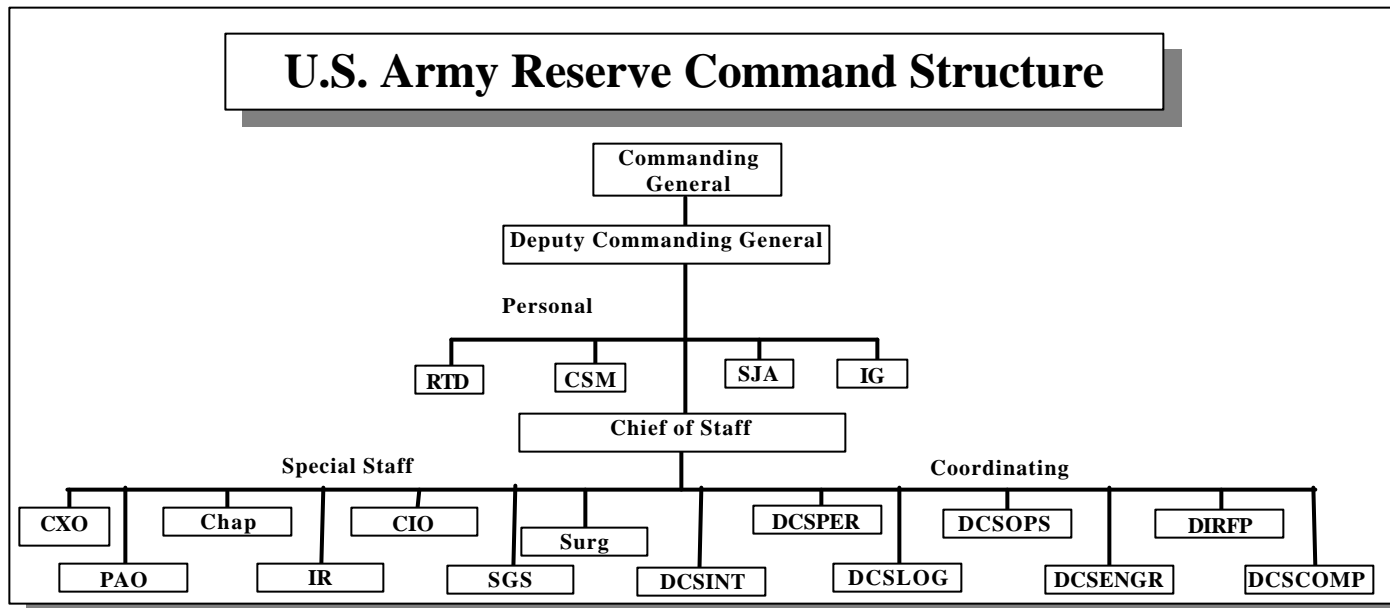 U.S. Army Reserve Command Structure
Commanding
General
Deputy Commanding General
Personal
RTD
CSM
SJA
IG
Chief of Staff
Special Staff
Coordinating
CXO
Chap
CIO
Surg
DCSPER
DCSOPS
DIRFP
PAO
IR
SGS
DCSINT
DCSLOG
DCSENGR
DCSCOMP